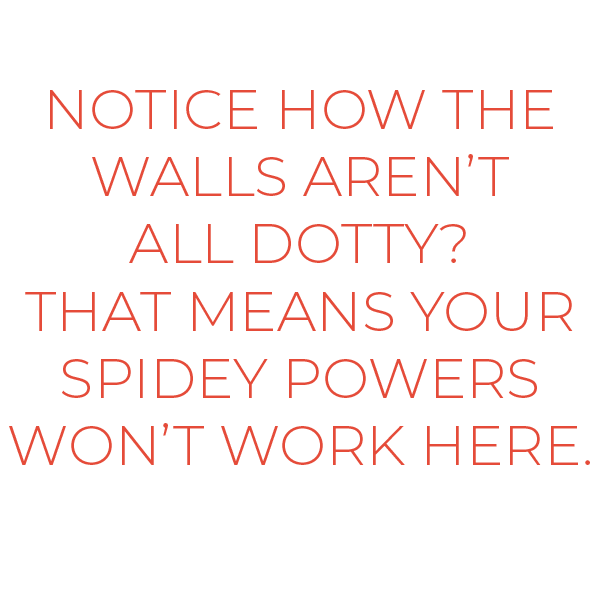 NOTICE HOW THE
WALLS AREN’T
ALL DOTTY?
THAT MEANS YOUR
SPIDEY POWERS
WON’T WORK HERE.